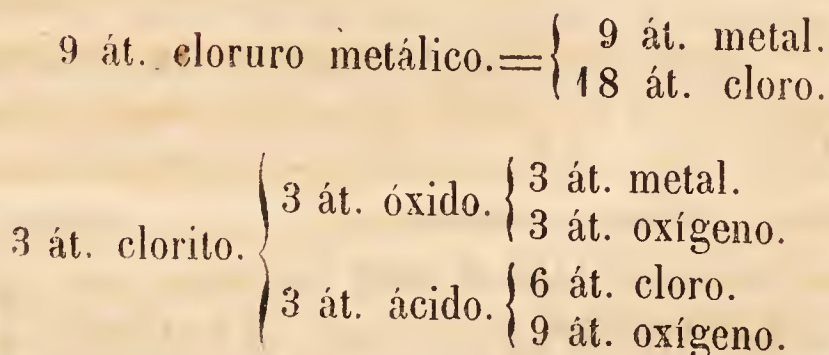 9 át. cloruro metálico.={ 9 át. metal.
18 át. cloro.
3 át. clorito. { 3 át. óxido. { 3 át. metal.
3 át. oxígeno.
3 át. ácido. { 6 át. cloro.
9 át. oxígeno.